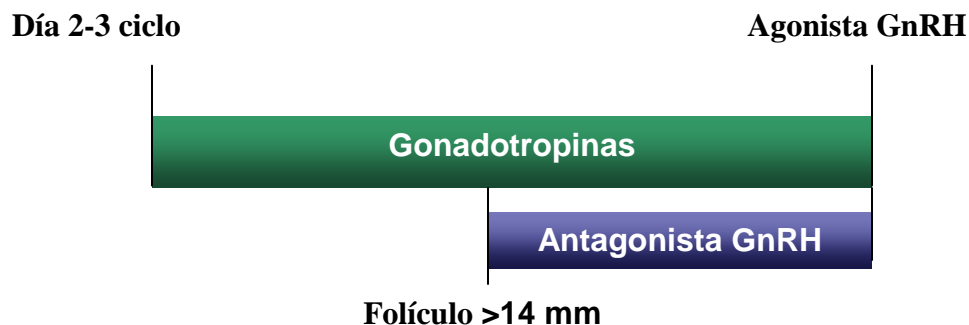 Día 2-3 ciclo
Agonista GnRH
Gonadotropinas
Antagonista GnRH
Folículo >14 mm